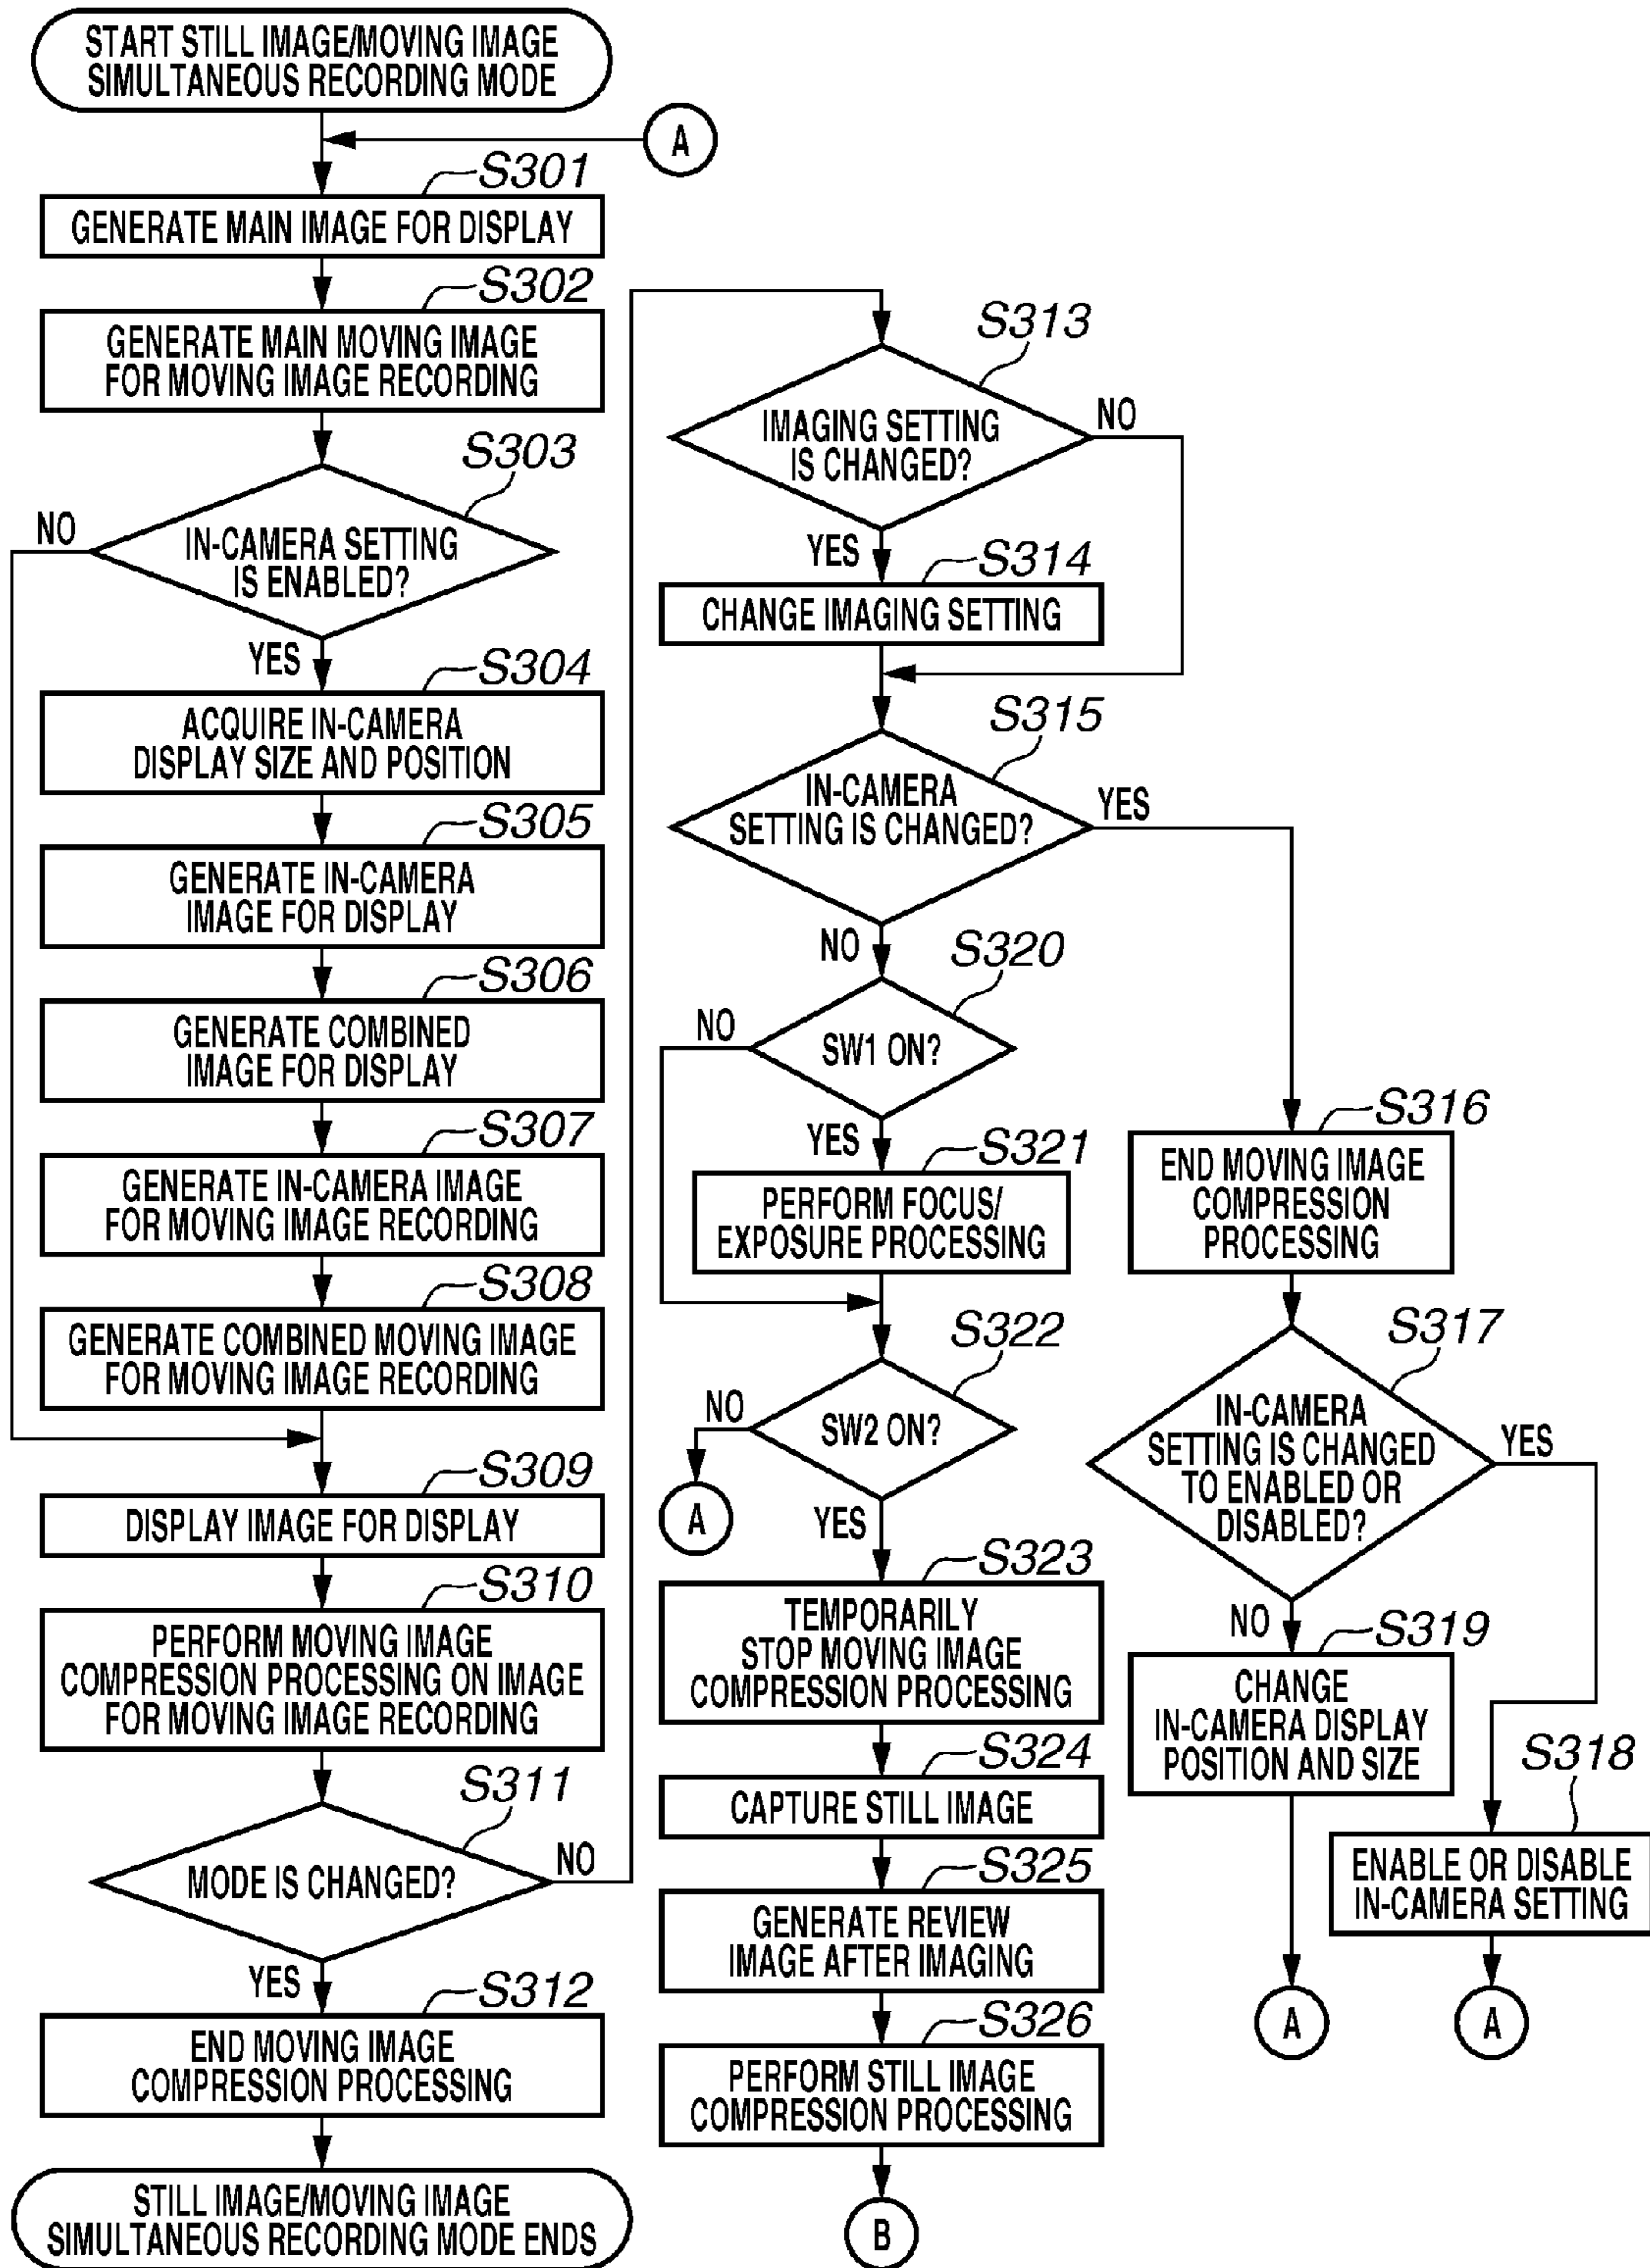 START STILL IMAGE/MOVING IMAGE
SIMULTANEOUS RECORDING MODE
A
S301
GENERATE MAIN IMAGE FOR DISPLAY
S302
GENERATE MAIN MOVING IMAGE
FOR MOVING IMAGE RECORDING
S303
NO
IN-CAMERA SETTING
IS ENABLED?
YES
S304
ACQUIRE IN-CAMERA
DISPLAY SIZE AND POSITION
S305
GENERATE IN-CAMERA
IMAGE FOR DISPLAY
S306
GENERATE COMBINED
IMAGE FOR DISPLAY
S307
GENERATE IN-CAMERA IMAGE
FOR MOVING IMAGE RECORDING
S308
GENERATE COMBINED MOVING IMAGE
FOR MOVING IMAGE RECORDING
S309
DISPLAY IMAGE FOR DISPLAY
S310
PERFORM MOVING IMAGE
COMPRESSION PROCESSING ON IMAGE
FOR MOVING IMAGE RECORDING
S311
MODE IS CHANGED?
NO
YES
S312
END MOVING IMAGE
COMPRESSION PROCESSING
STILL IMAGE/MOVING IMAGE
SIMULTANEOUS RECORDING MODE ENDS
S313
IMAGING SETTING
IS CHANGED?
NO
YES
S314
CHANGE IMAGING SETTING
S315
IN-CAMERA
SETTING IS CHANGED?
YES
NO
S320
NO
SW1 ON?
YES
S321
PERFORM FOCUS/
EXPOSURE PROCESSING
S322
NO
SW2 ON?
A
YES
S323
TEMPORARILY
STOP MOVING IMAGE
COMPRESSION PROCESSING
S324
CAPTURE STILL IMAGE
S325
GENERATE REVIEW
IMAGE AFTER IMAGING
S326
PERFORM STILL IMAGE
COMPRESSION PROCESSING
B
S316
END MOVING IMAGE
COMPRESSION
PROCESSING
S317
IN-CAMERA
SETTING IS CHANGED
TO ENABLED OR
DISABLED?
YES
NO
S319
CHANGE
IN-CAMERA DISPLAY
POSITION AND SIZE
A
S318
ENABLE OR DISABLE
IN-CAMERA SETTING
A